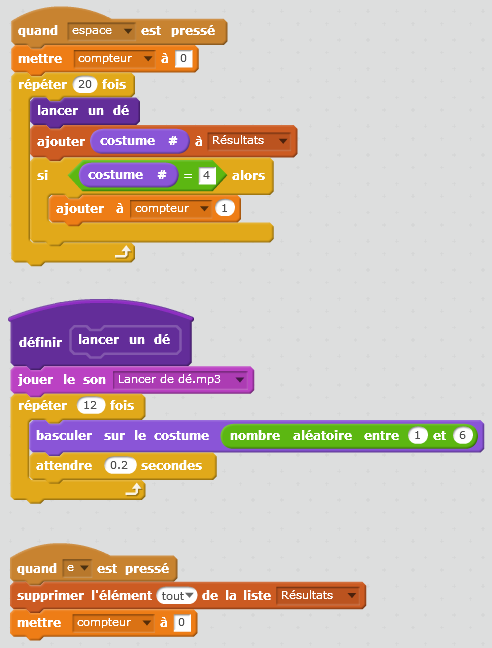 quand espace est pressé
mettre compteur à 0
répéter 20 fois
lancer un dé
ajouter costume # à Résultats
si costume # = 4 alors
ajouter à compteur 1
définir lancer un dé
jouer le son Lancer de dé.mp3
répéter 12 fois
basculer sur le costume nombre aléatoire entre 1 et 6
attendre 0.2 secondes
quand e est pressé
supprimer l'élément tout de la liste Résultats
mettre compteur à 0